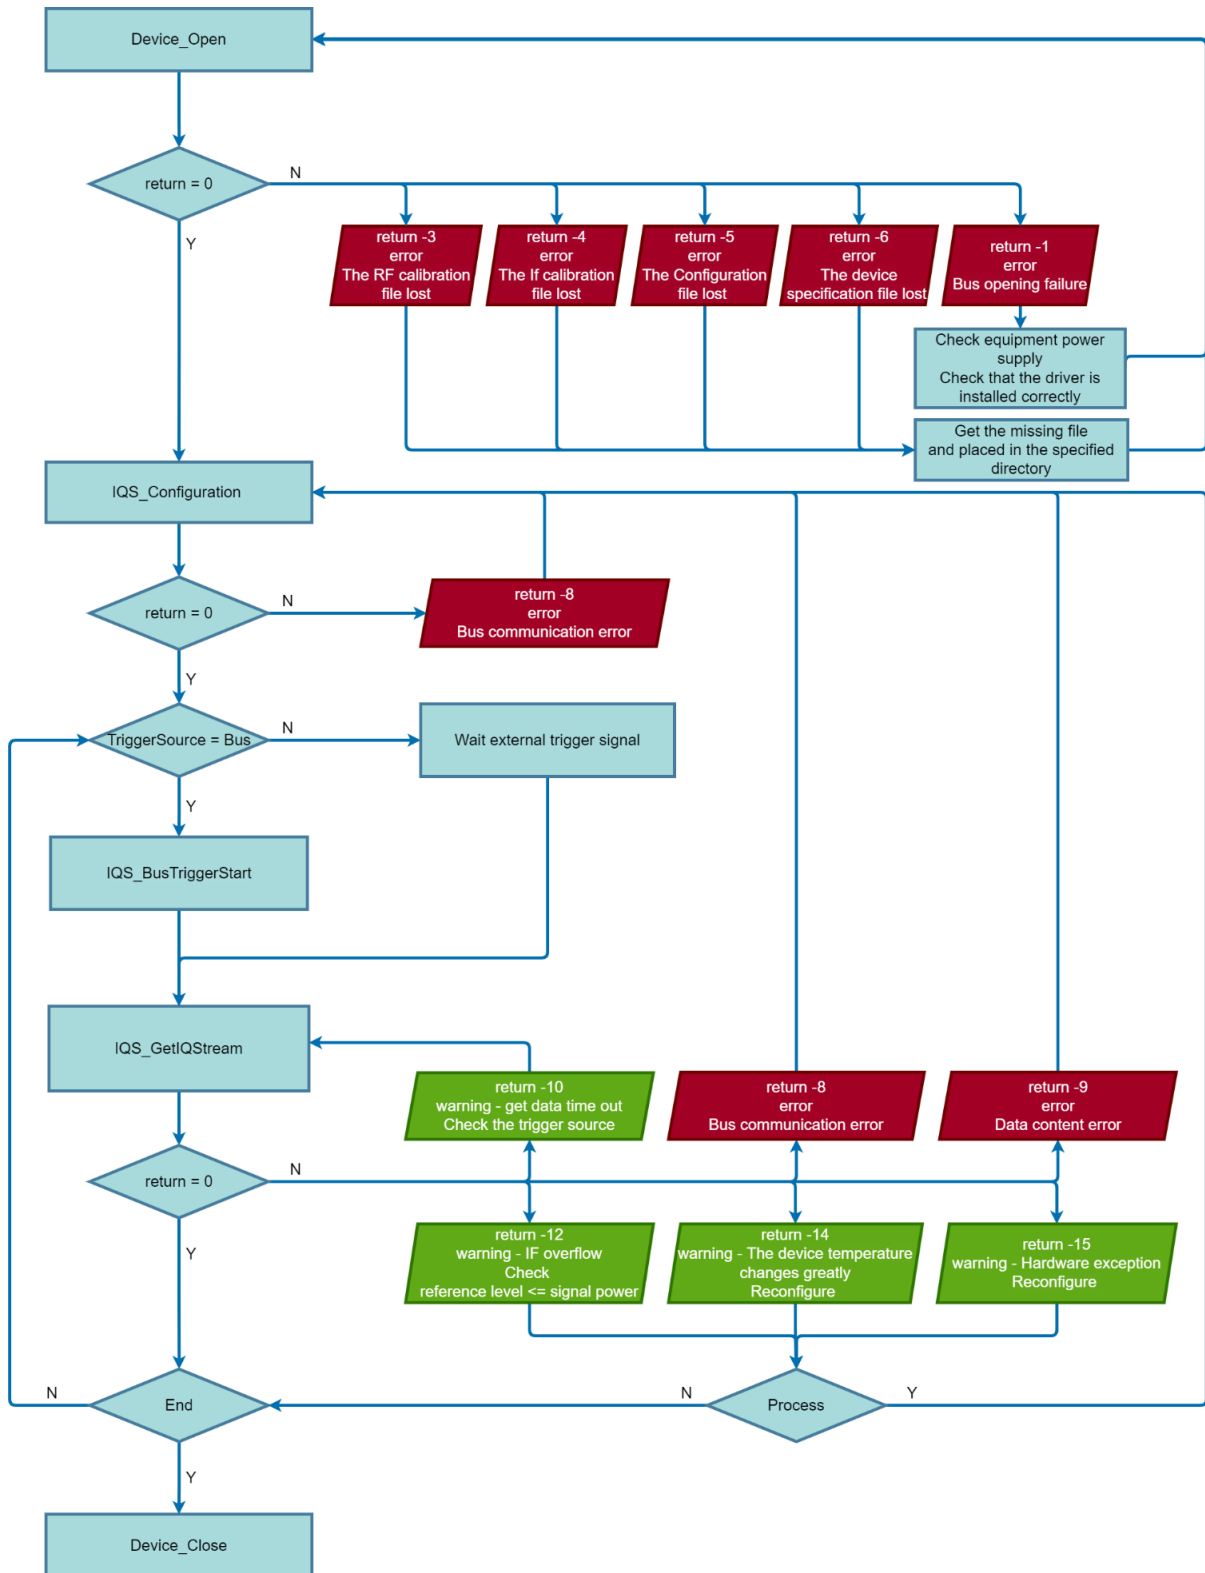 Device_Open
return = 0
N
Y
return -3
error
The RF calibration
file lost
return -4
error
The If calibration
file lost
return -5
error
The Configuration
file lost
return -6
error
The device
specification file lost
return -1
error
Bus opening failure
Check equipment power
supply
Check that the driver is
installed correctly
Get the missing file
and placed in the specified
directory
IQS_Configuration
return = 0
N
return -8
error
Bus communication error
Y
TriggerSource = Bus
N
Wait external trigger signal
Y
IQS_BusTriggerStart
IQS_GetIQStream
return -10
warning - get data time out
Check the trigger source
return -8
error
Bus communication error
return -9
error
Data content error
return = 0
N
Y
return -12
warning - IF overflow
Check
reference level <= signal power
return -14
warning - The device temperature
changes greatly
Reconfigure
return -15
warning - Hardware exception
Reconfigure
N
End
N
Process
Y
Y
Device_Close